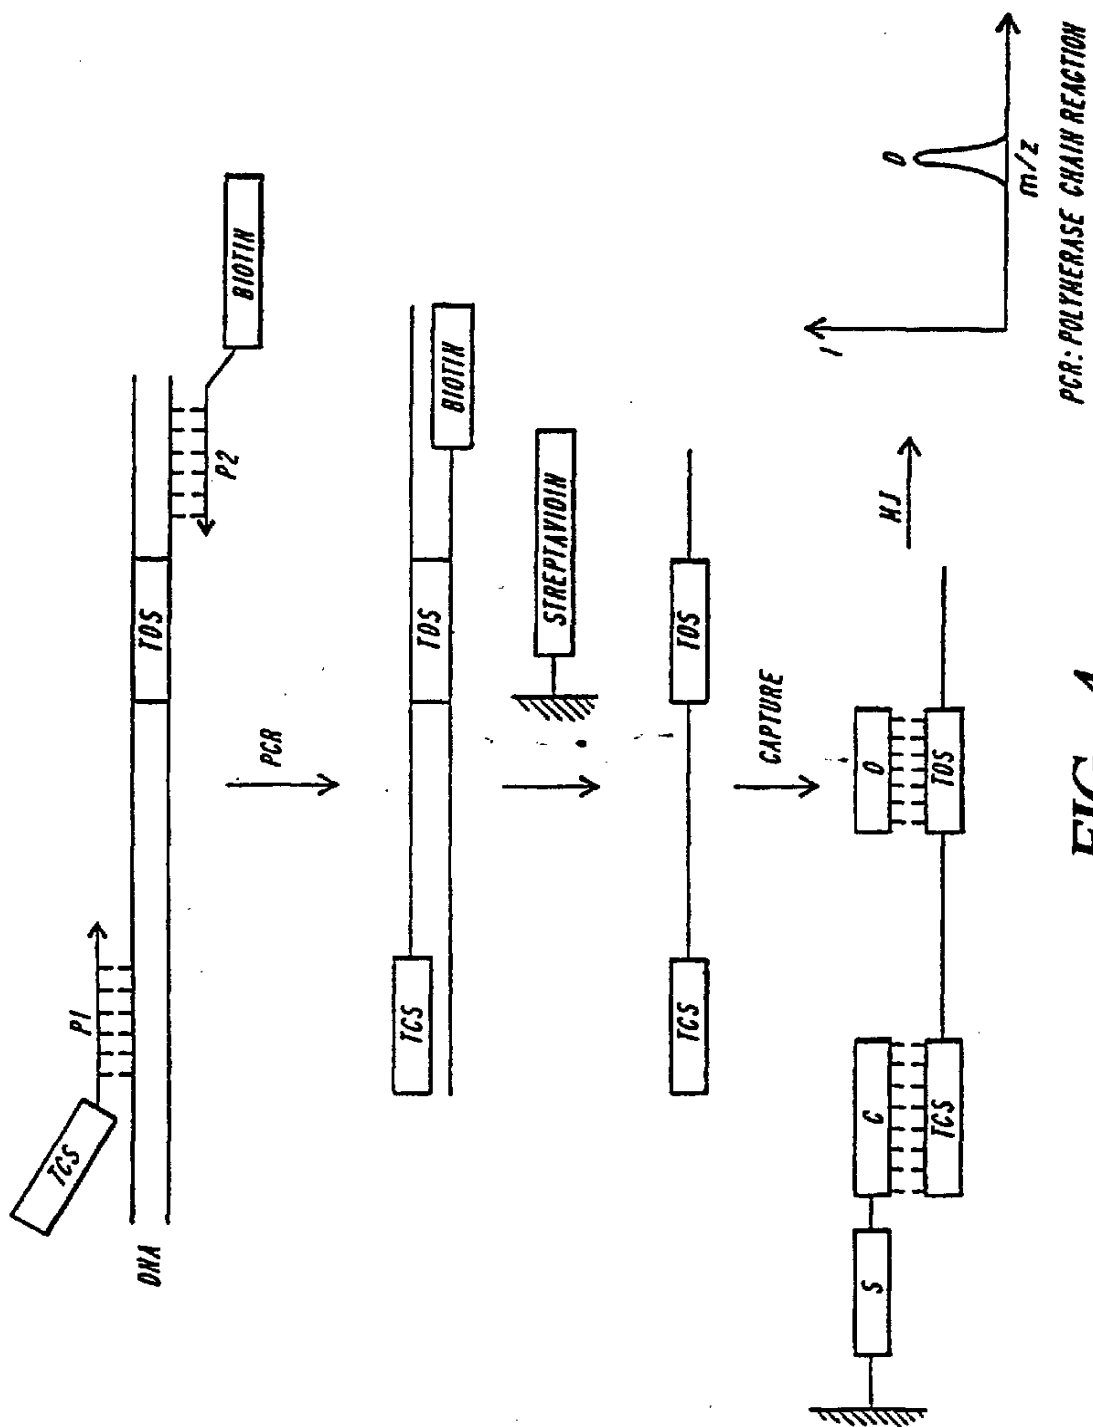 TCS
P1
DNA
TDS
P2
BIOTIN
PCR
TDS
TCS
BIOTIN
STREPTAVIDIN
TCS
TDS
CAPTURE
S
C
D
TCS
TDS
MS
I
D
m/z
PCR: POLYMERASE CHAIN REACTION
FIG. 4